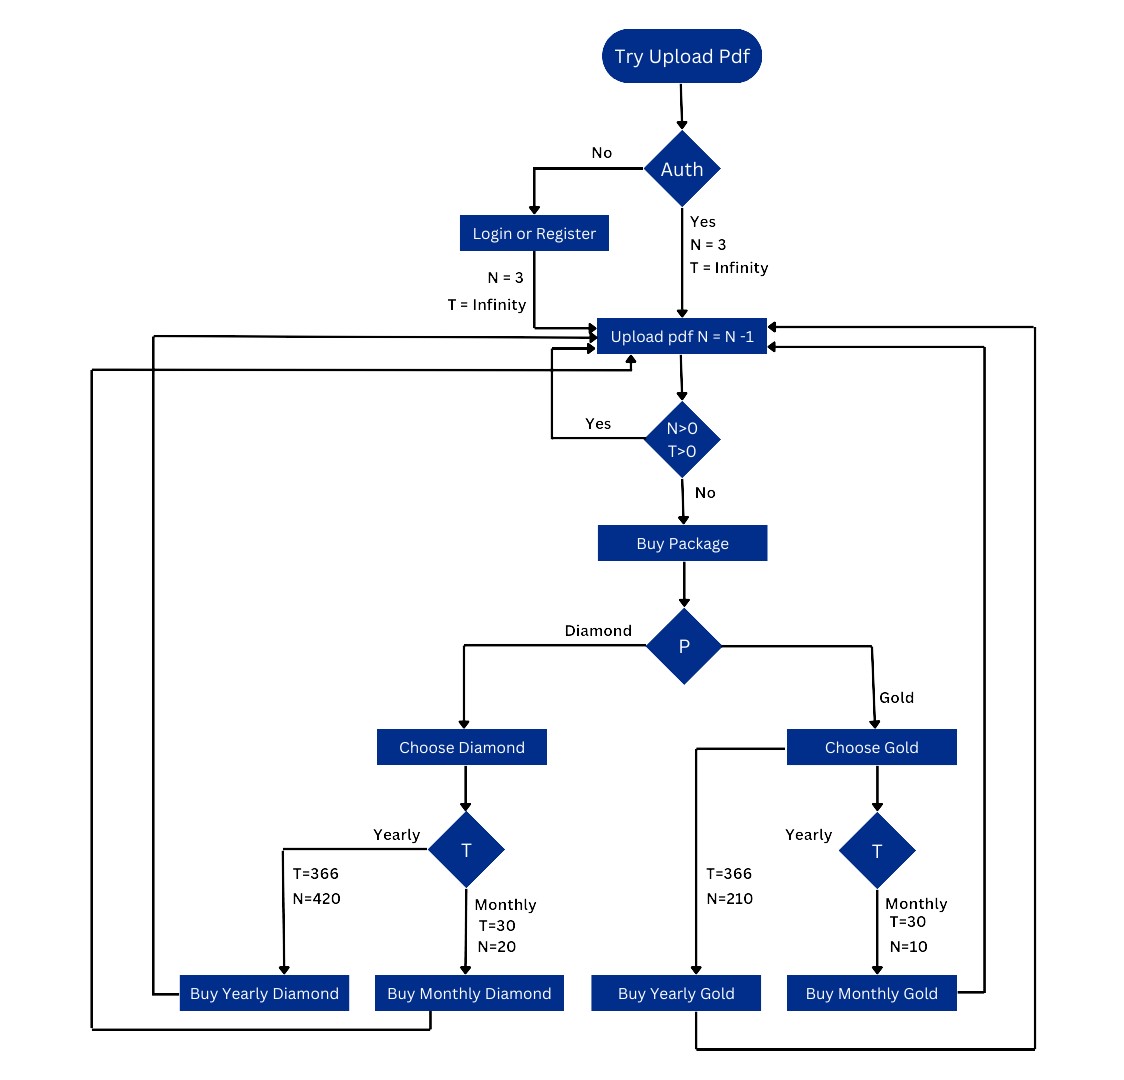 Try Upload Pdf
No
Auth
Yes
N = 3
T = Infinity
Login or Register
N = 3
T = Infinity
Upload pdf N = N -1
Yes
N>0
T>0
No
Buy Package
Diamond
P
Gold
Choose Diamond
Choose Gold
Yearly
T
T=366
N=420
Monthly
T=30
N=20
Yearly
T
T=366
N=210
Monthly
T=30
N=10
Buy Yearly Diamond
Buy Monthly Diamond
Buy Yearly Gold
Buy Monthly Gold